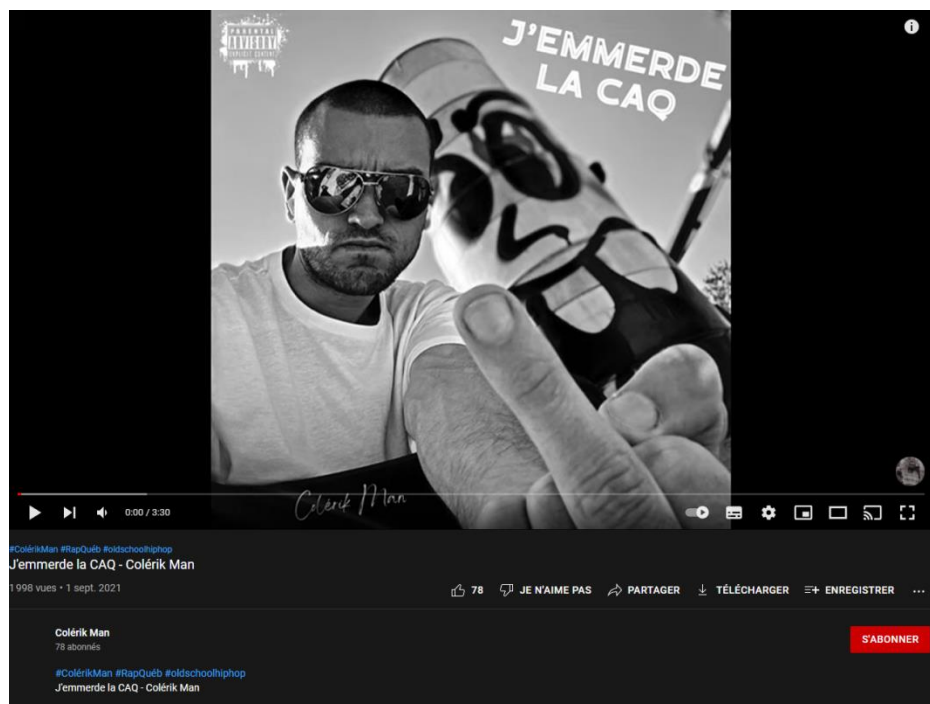 PARENTAL
ADVISORY
EXPLICIT CONTENT
J'EMMERDE
LA CAQ
Colérik Man
0:00 / 3:30
#ColérikMan #RapQuéb #oldschoolhiphop
J'emmerde la CAQ - Colérik Man
1 998 vues • 1 sept. 2021
78 JE N'AIME PAS PARTAGER TÉLÉCHARGER ENREGISTRER ...
Colérik Man
78 abonnés
S'ABONNER
#ColérikMan #RapQuéb #oldschoolhiphop
J'emmerde la CAQ - Colérik Man